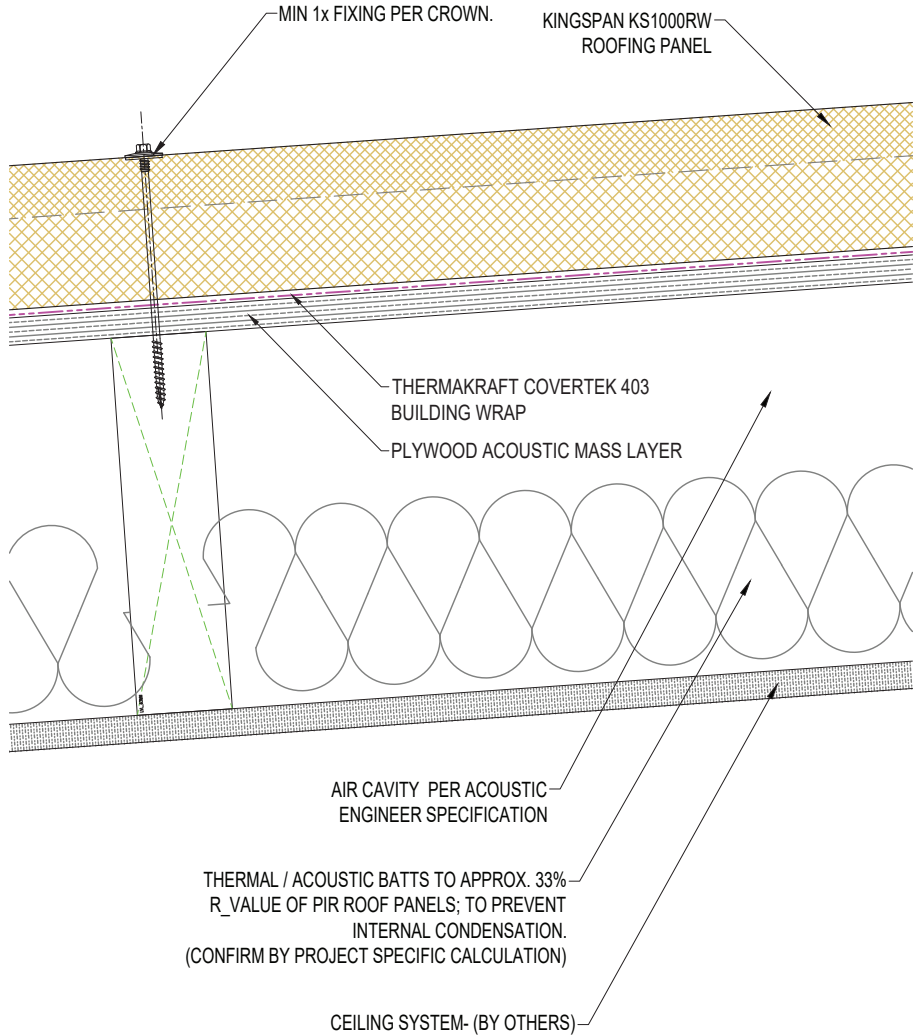 MIN 1x FIXING PER CROWN.
KINGSPAN KS1000RW
ROOFING PANEL
THERMAKRAFT COVERTEK 403
BUILDING WRAP
PLYWOOD ACOUSTIC MASS LAYER
AIR CAVITY PER ACOUSTIC
ENGINEER SPECIFICATION
THERMAL / ACOUSTIC BATTS TO APPROX. 33%
R_VALUE OF PIR ROOF PANELS; TO PREVENT
INTERNAL CONDENSATION.
(CONFIRM BY PROJECT SPECIFIC CALCULATION)
CEILING SYSTEM- (BY OTHERS)